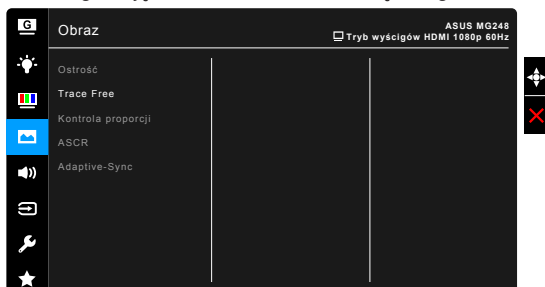 G
Obraz
ASUS MG248
Tryb wyścigów HDMI 1080p 60Hz
Ostrość
Trace Free
Kontrola proporcji
ASCR
Adaptive-Sync